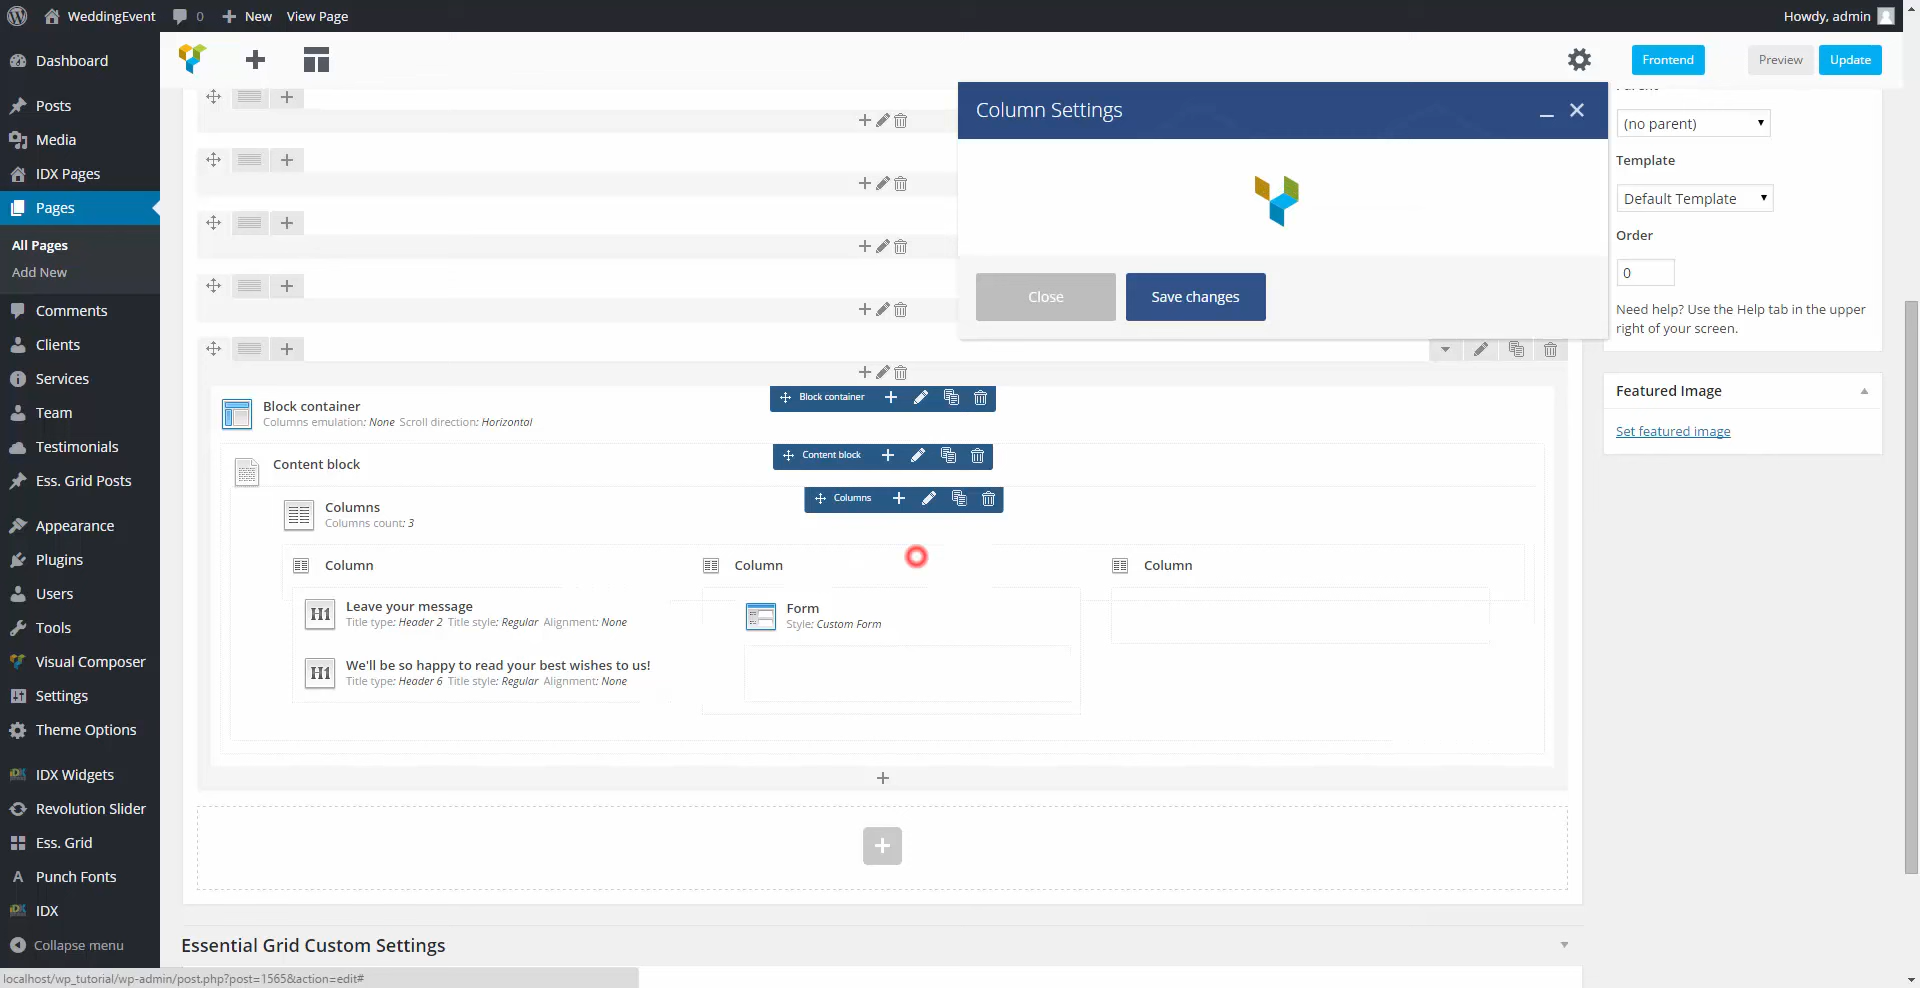 WeddingEvent
0
New
View Page
Howdy, admin
Dashboard
Posts
Media
IDX Pages
Pages
All Pages
Add New
Comments
Clients
Services
Team
Testimonials
Ess. Grid Posts
Appearance
Plugins
Users
Tools
Visual Composer
Settings
Theme Options
IDX Widgets
Revolution Slider
Ess. Grid
Punch Fonts
IDX
Collapse menu
Frontend
Preview
Update
Column Settings
Close
Save changes
Block container
Columns emulation: None Scroll direction: Horizontal
Block container
Content block
Content block
Columns
Columns count: 3
Columns
Column
Column
Column
Leave your message
Title type: Header 2 Title style: Regular Alignment: None
We'll be so happy to read your best wishes to us!
Title type: Header 6 Title style: Regular Alignment: None
Form
Style: Custom Form
Essential Grid Custom Settings
(no parent)
Template
Default Template
Order
0
Need help? Use the Help tab in the upper
right of your screen.
Featured Image
Set featured image
localhost/wp_tutorial/wp-admin/post.php?post=1565&action=edit#